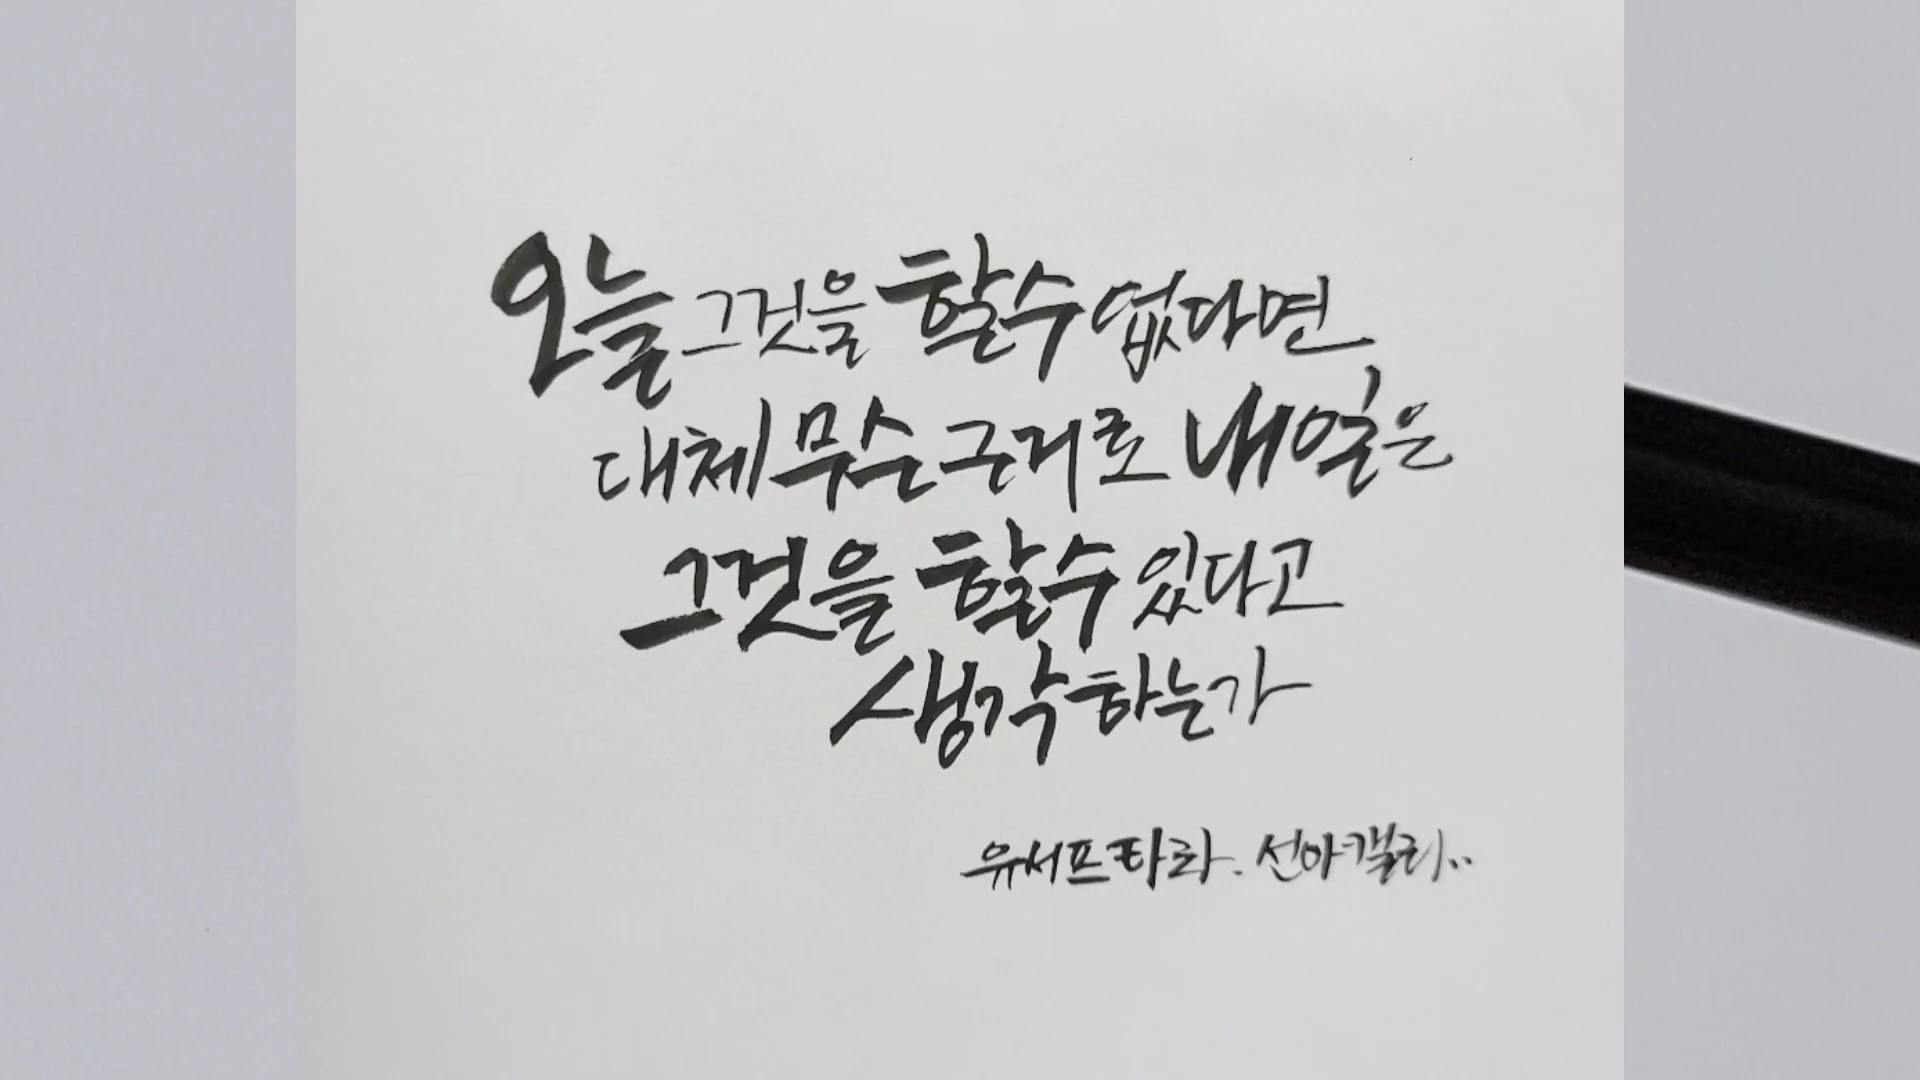 오늘 그것을 할수 없다면
대체 무슨 근거로 내일은
그것을 할수 있다고
생각하는가
유서프타라. 선아캘리..